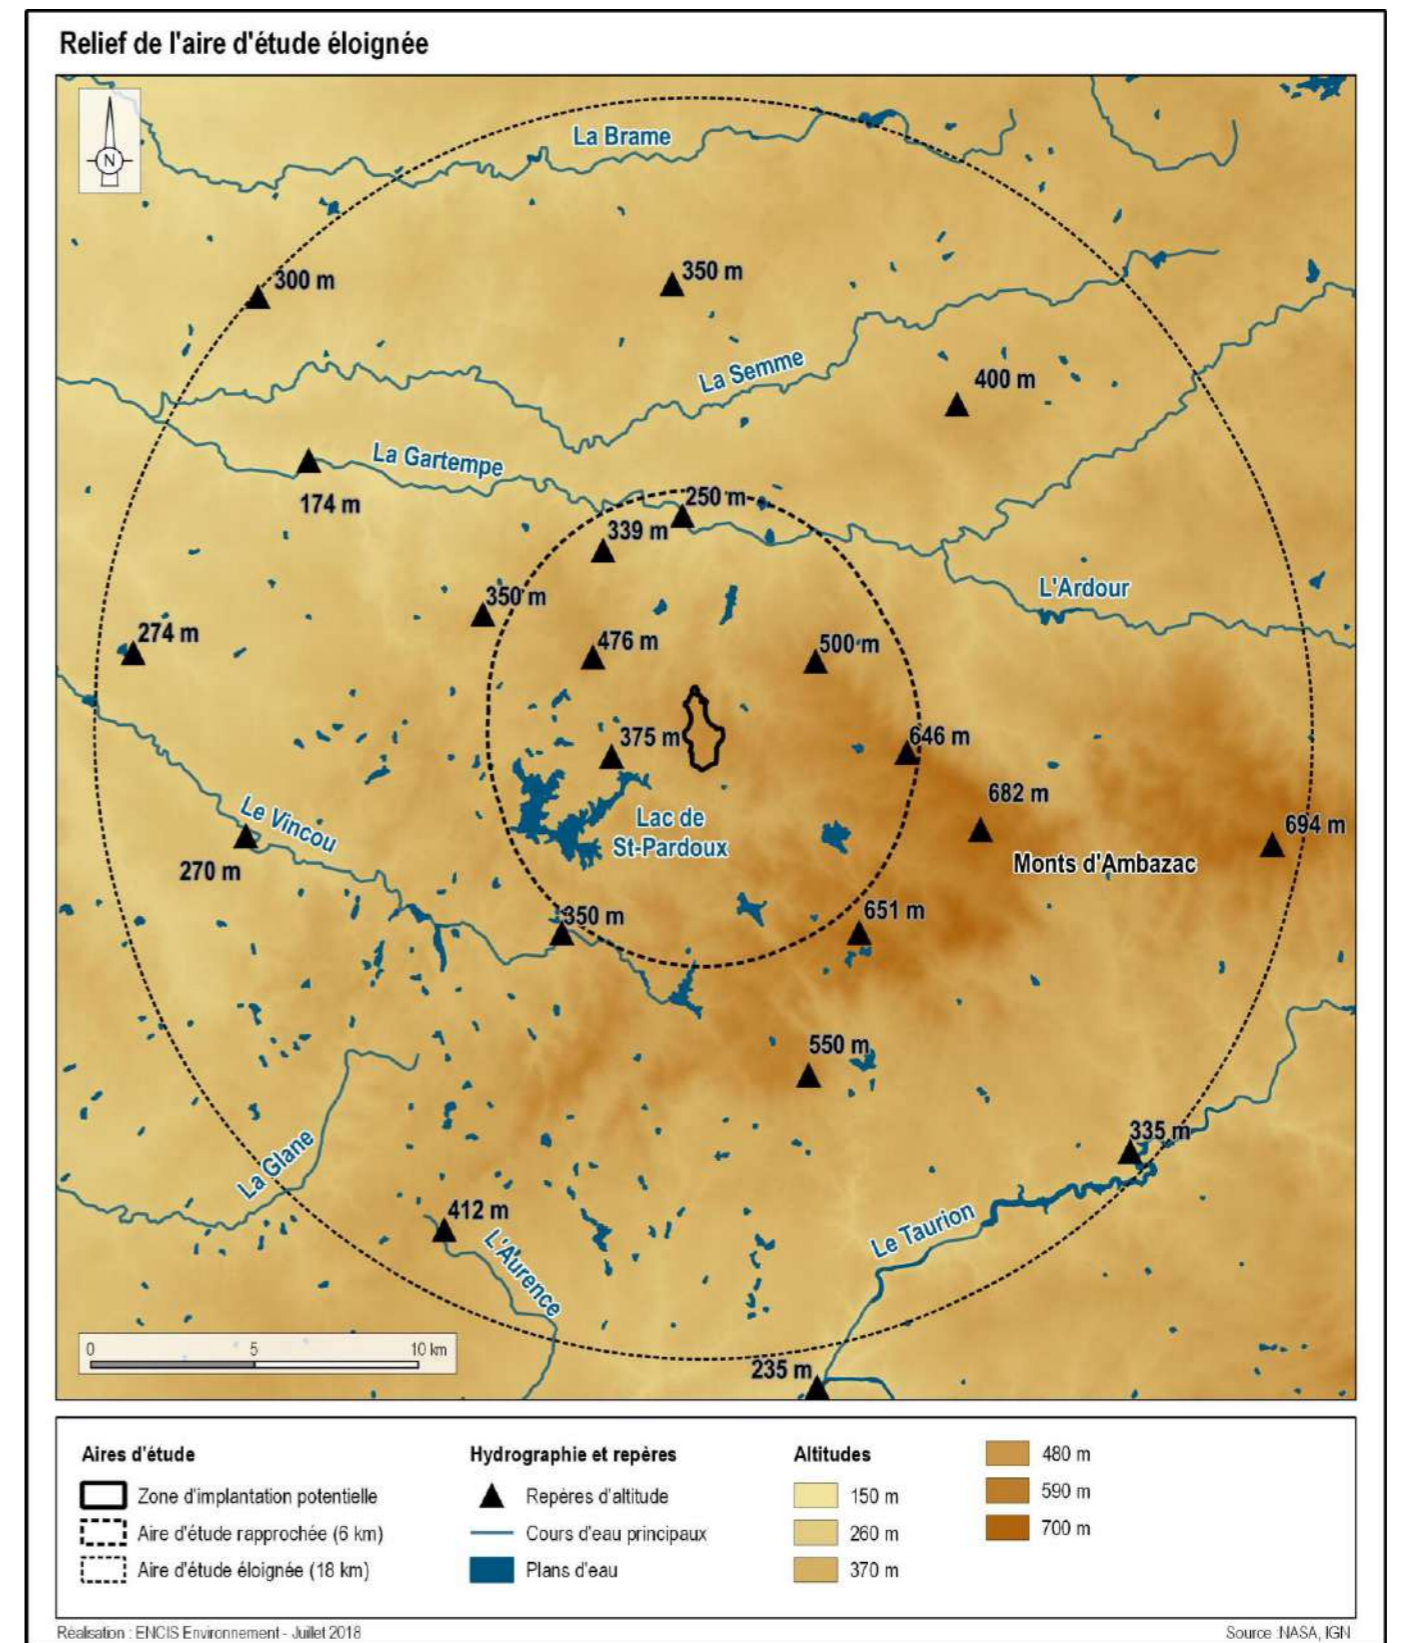 Relief de l'aire d'étude éloignée
N
La Brame
300 m
350 m
La Semme
400 m
La Gartempe
174 m
250 m
339 m
L'Ardour
350 m
274 m
476 m
500 m
375 m
646 m
682 m
Le Vincou
Lac de
St-Pardoux
694 m
Monts d'Ambazac
270 m
350 m
651 m
550 m
335 m
La Glane
412 m
L'Aurence
Le Taurion
0 5 10 km
235 m
Aires d'étude
Zone d'implantation potentielle
Aire d'étude rapprochée (6 km)
Aire d'étude éloignée (18 km)
Hydrographie et repères
Repères d'altitude
Cours d'eau principaux
Plans d'eau
Altitudes
150 m
260 m
370 m
480 m
590 m
700 m
Réalisation : ENCIS Environnement - Juillet 2018
Source :NASA, IGN